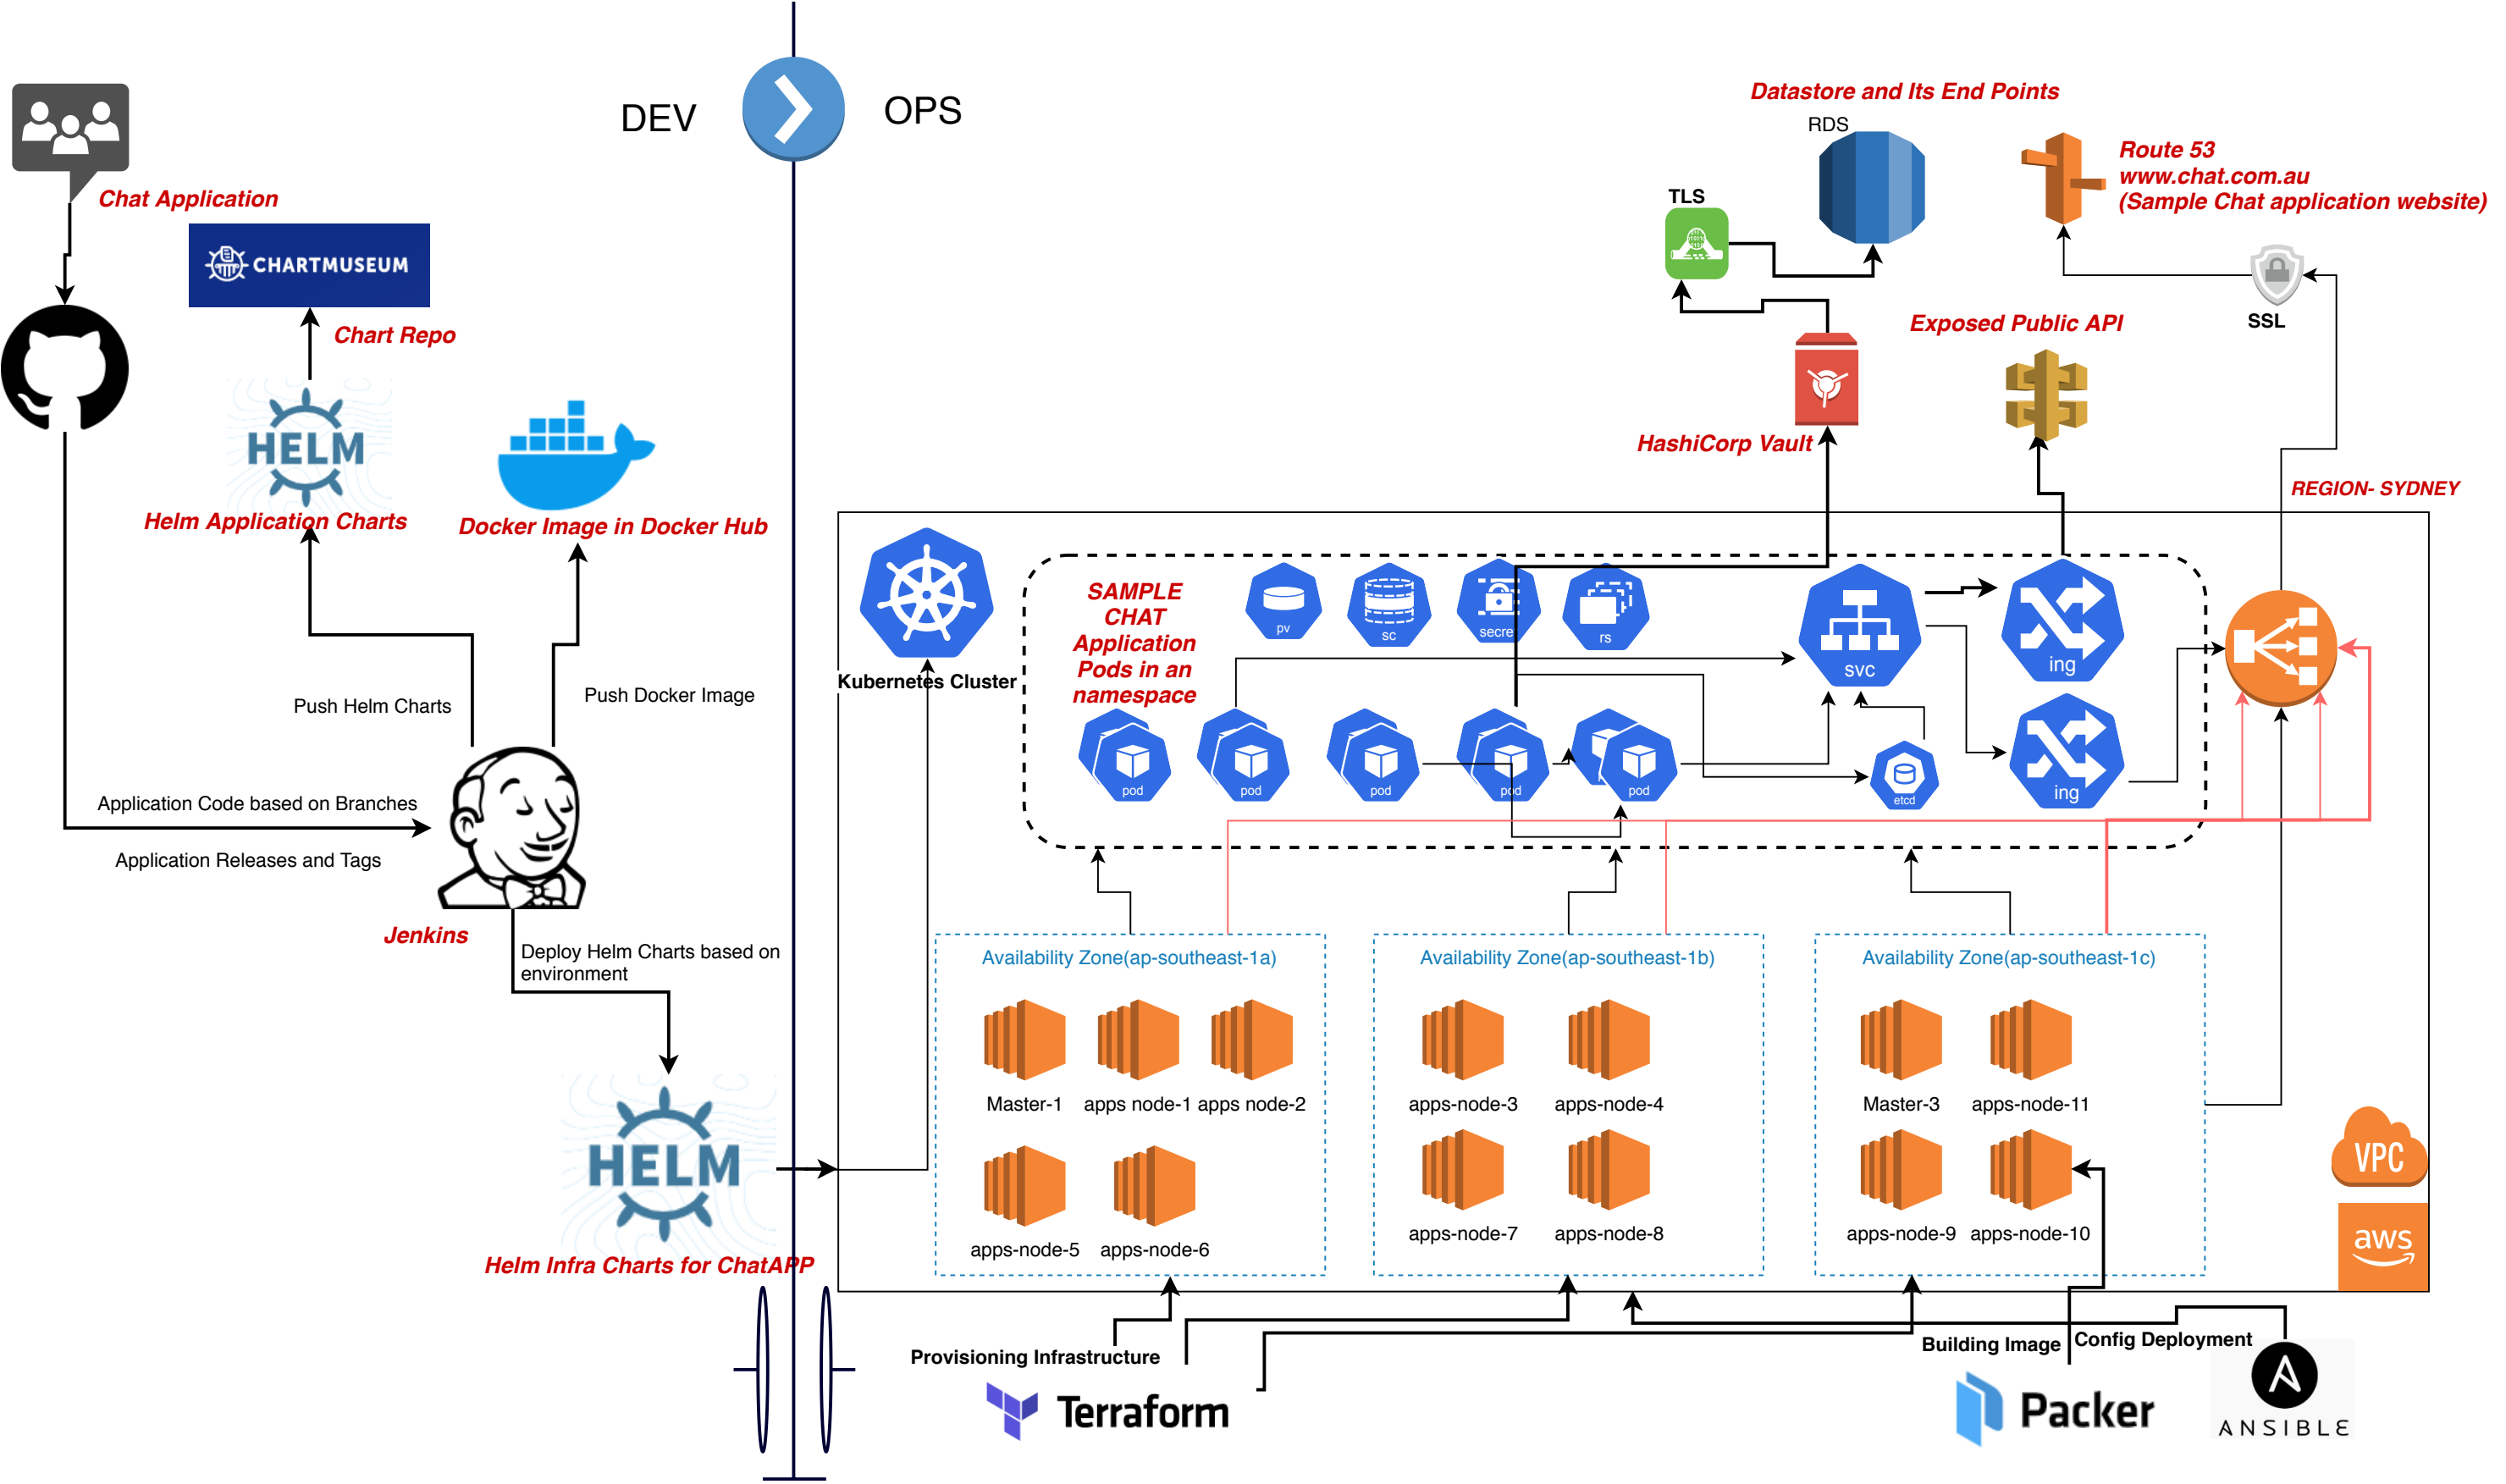 DEV
OPS
Chat Application
CHARTMUSEUM
Chart Repo
HELM
Helm Application Charts
Docker Image in Docker Hub
Push Helm Charts
Push Docker Image
Application Code based on Branches
Application Releases and Tags
Jenkins
Deploy Helm Charts based on
environment
HELM
Helm Infra Charts for ChatAPP
Datastore and Its End Points
RDS
TLS
Route 53
www.chat.com.au
(Sample Chat application website)
SSL
Exposed Public API
HashiCorp Vault
REGION- SYDNEY
Kubernetes Cluster
SAMPLE
CHAT
Application
Pods in an
namespace
pv
sc
secre
rs
svc
ing
pod
pod
pod
pod
pod
etcd
ing
Availability Zone(ap-southeast-1a)
Master-1
apps node-1
apps node-2
apps-node-5
apps-node-6
Availability Zone(ap-southeast-1b)
apps-node-3
apps-node-4
apps-node-7
apps-node-8
Availability Zone(ap-southeast-1c)
Master-3
apps-node-11
apps-node-9
apps-node-10
VPC
aws
Provisioning Infrastructure
Terraform
Building Image
Packer
Config Deployment
ANSIBLE